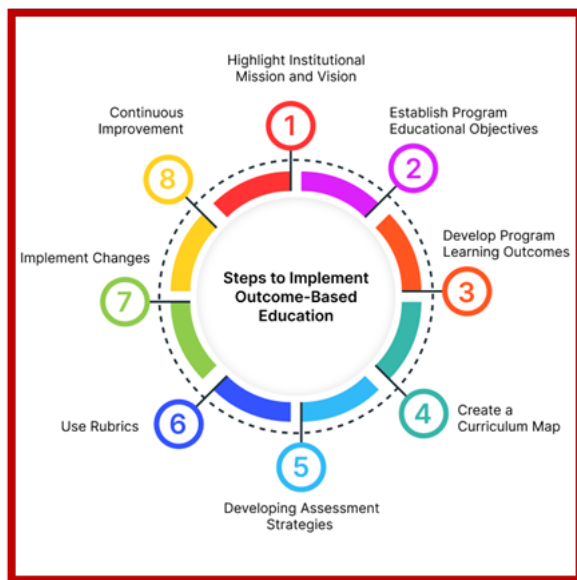 Highlight Institutional
Mission and Vision
1
Establish Program
Educational Objectives
2
Develop Program
Learning Outcomes
3
Create a
Curriculum Map
4
Developing Assessment
Strategies
5
Use Rubrics
6
Implement Changes
7
Continuous
Improvement
8
Steps to Implement
Outcome-Based
Education